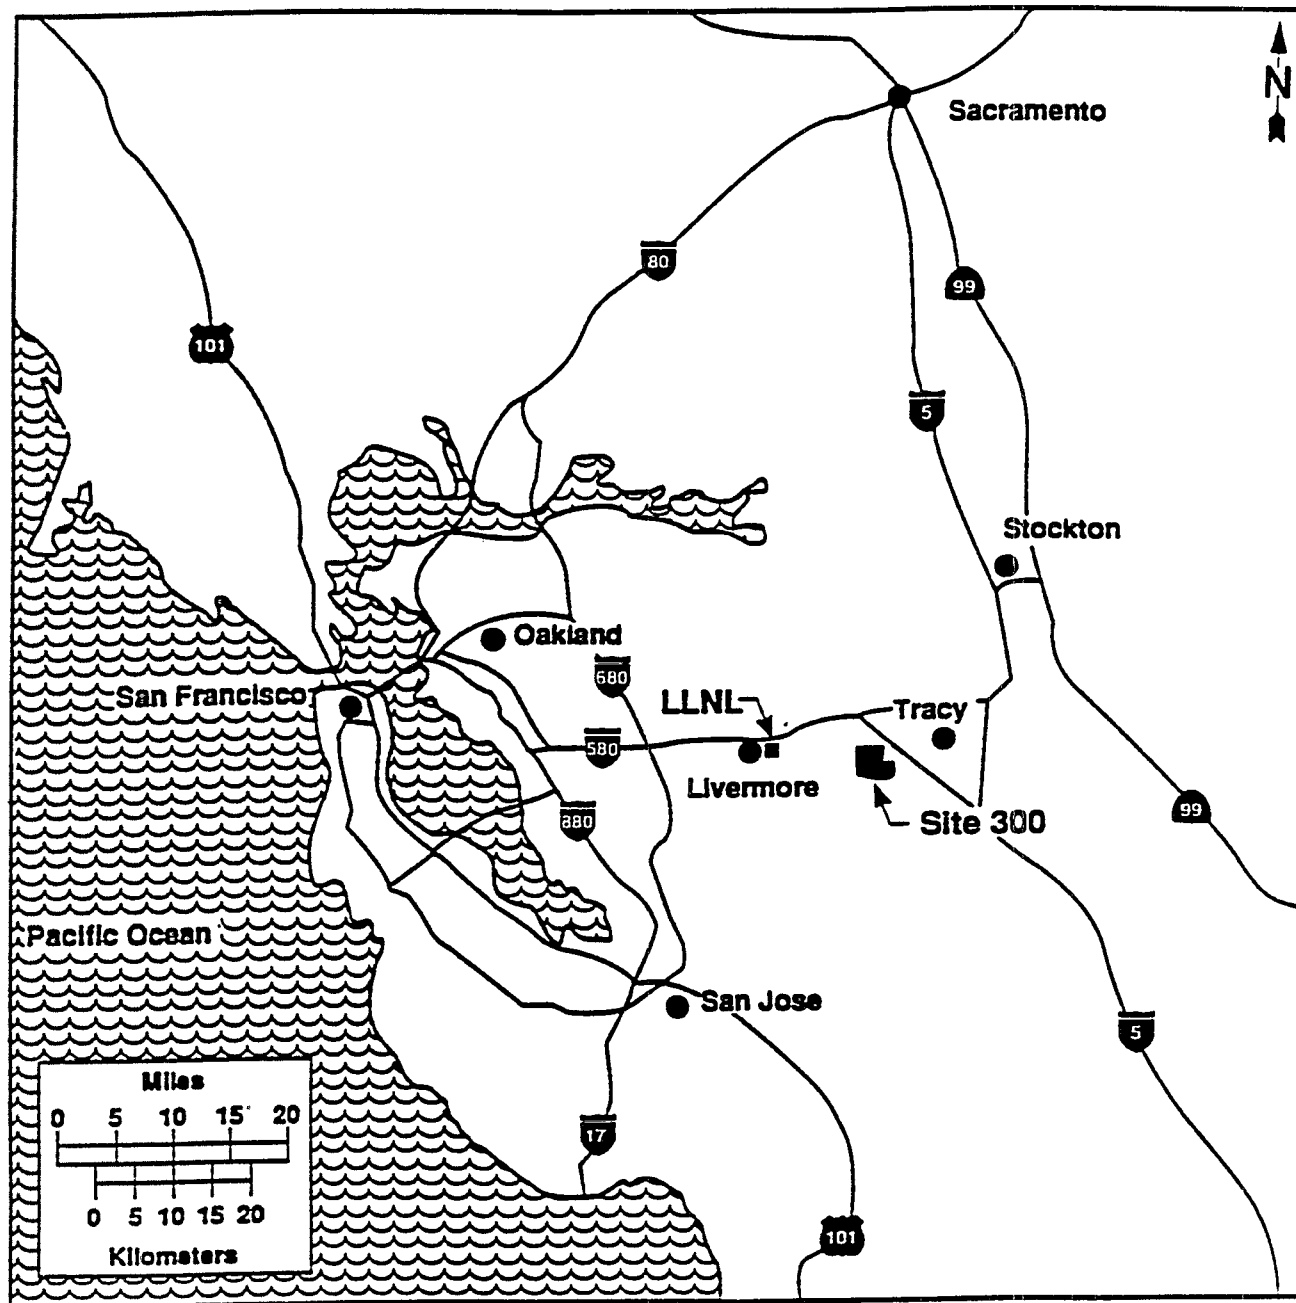 N
Sacramento
80
99
101
5
Stockton
Oakland
680
San Francisco
LLNL
Tracy
580
Livermore
99
880
Site 300
Pacific Ocean
San Jose
5
Miles
0 5 10 15 20
17
0 5 10 15 20
101
Kilometers